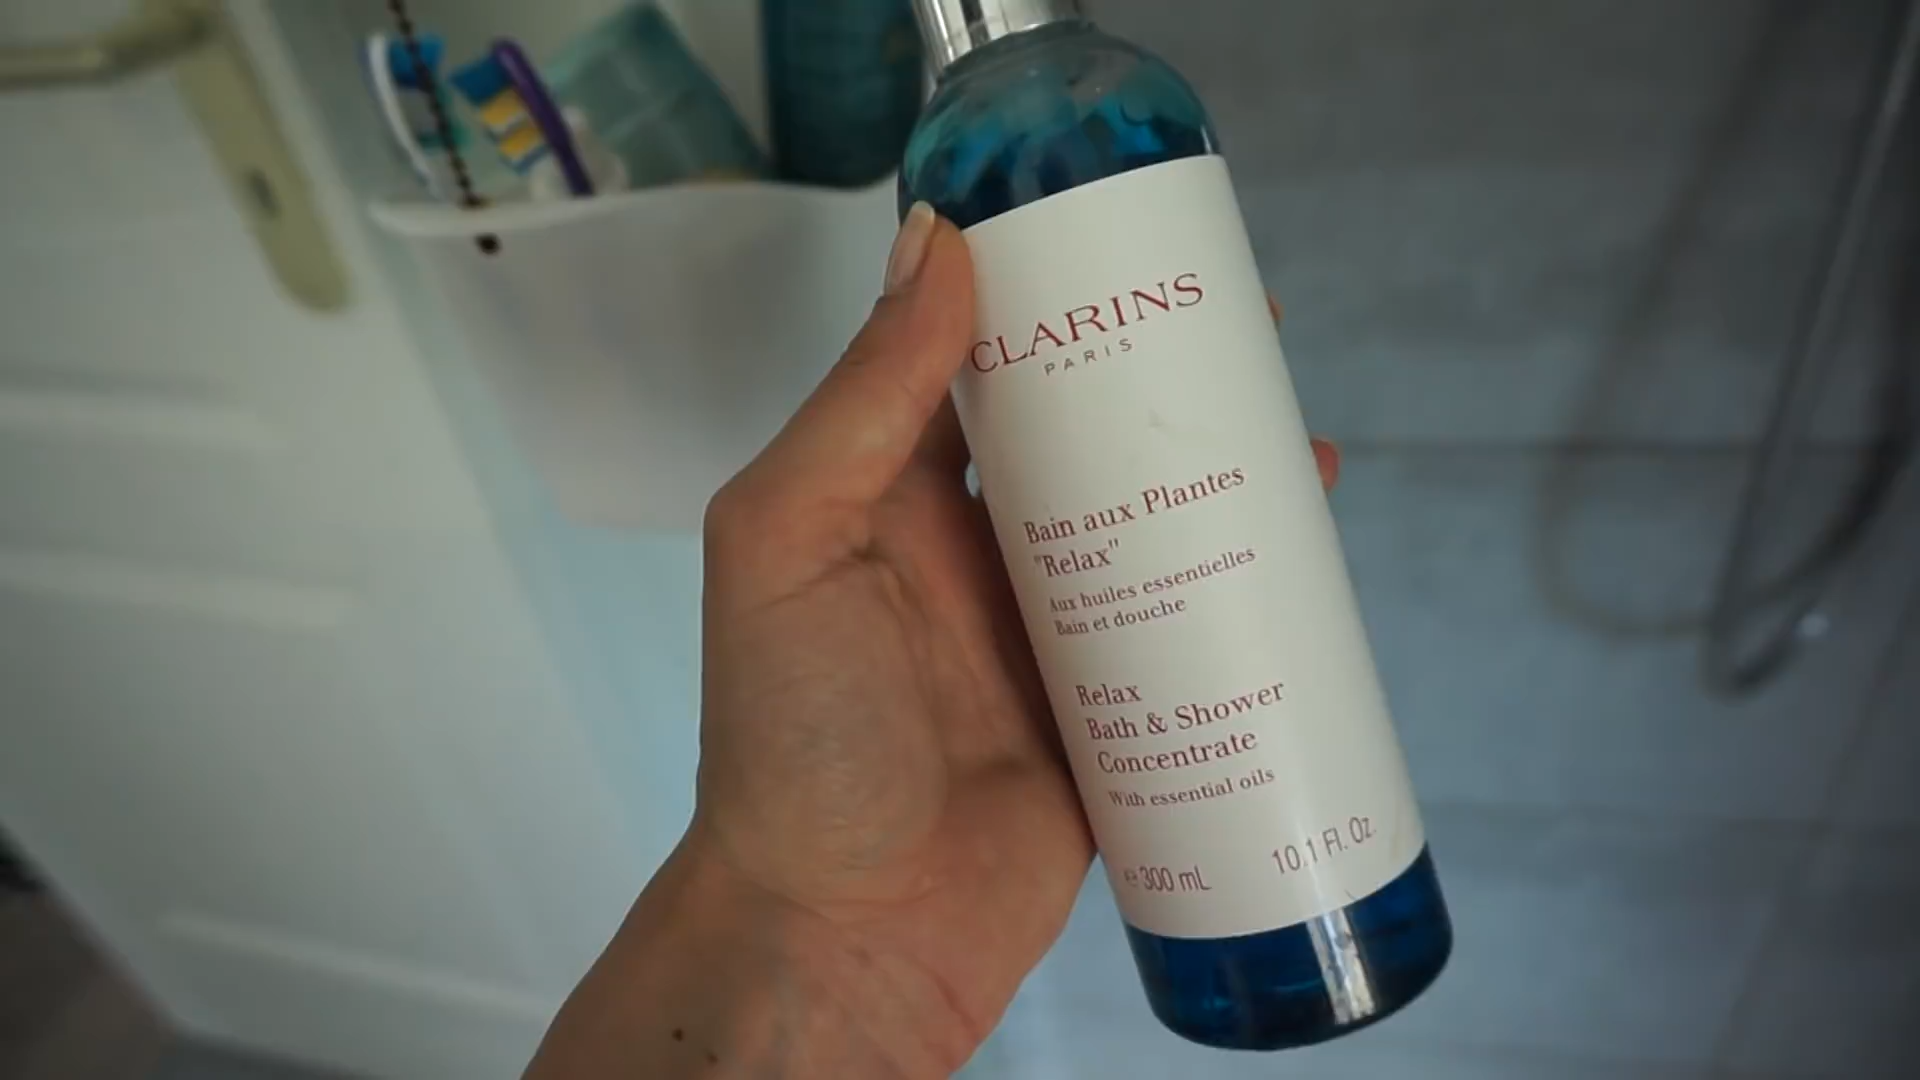 CLARINS
PARIS
Bain aux Plantes
"Relax"
Aux huiles essentielles
Bain et douche
Relax
Bath & Shower
Concentrate
With essential oils
e 300 mL 10.1 Fl. Oz.